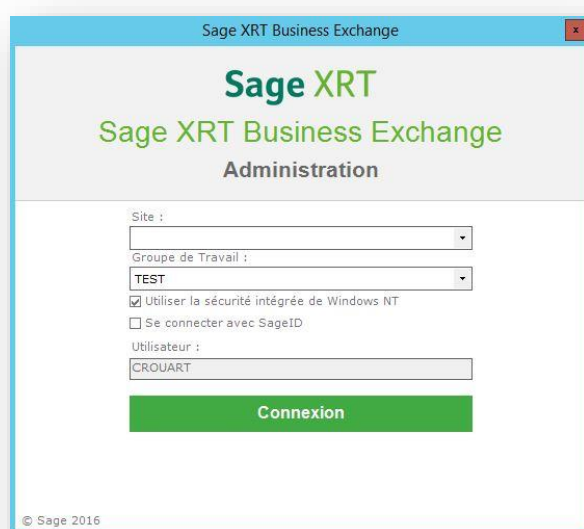 Sage XRT Business Exchange
x
Sage XRT
Sage XRT Business Exchange
Administration
Site :
Groupe de Travail :
TEST
Utiliser la sécurité intégrée de Windows NT
Se connecter avec SageID
Utilisateur :
CROUART
Connexion
© Sage 2016